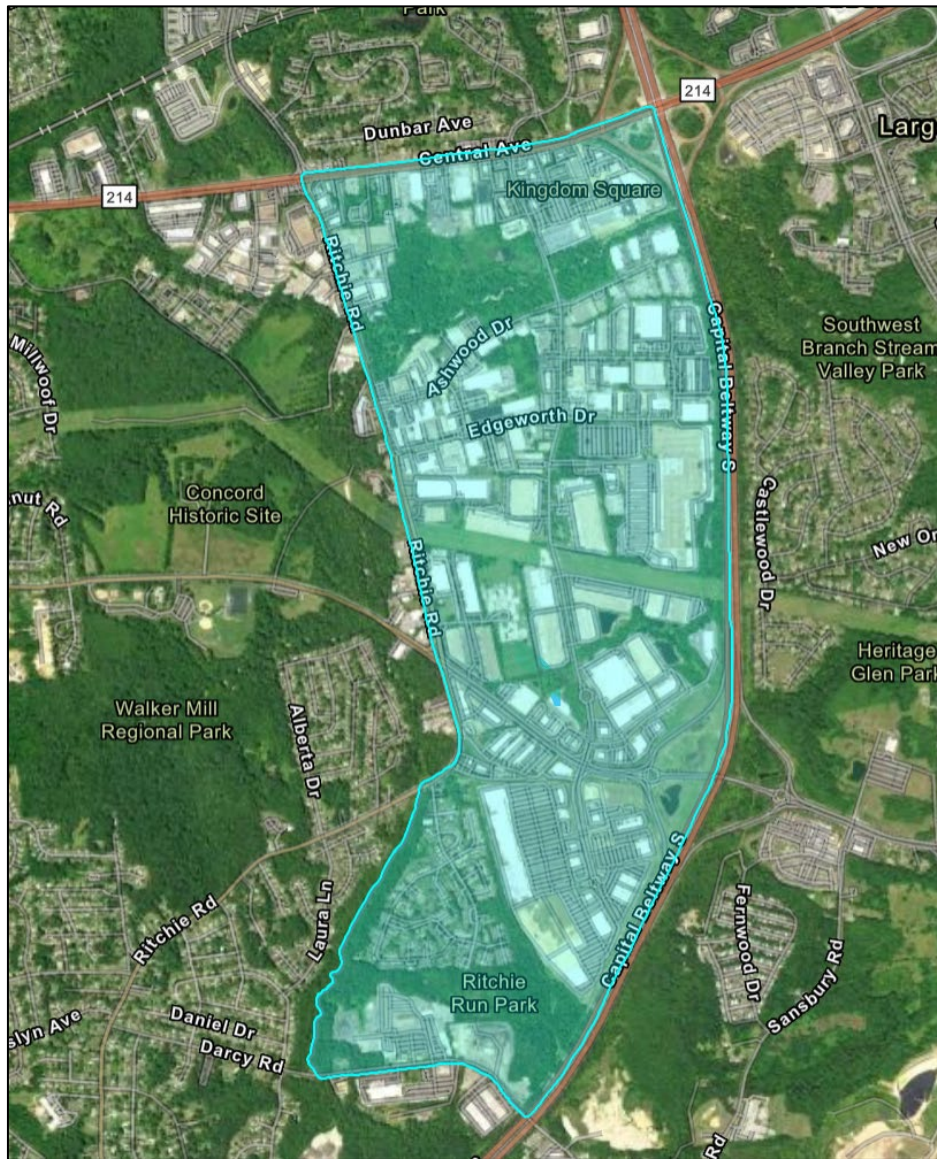 Park
214
Larg
Dunbar Ave
Central Ave
214
Kingdom Square
Ritchie Rd
Capital Beltway S
Southwest
Branch Stream
Valley Park
Millwoof Dr
Ashwood Dr
Edgeworth Dr
Concord
Historic Site
nut Rd
Castlewood Dr
New Or
Ritchie Rd
Heritage
Glen Park
Walker Mill
Regional Park
Alberta Dr
Capital Beltway S
Laura Ln
Fernwood Dr
Ritchie Rd
Ritchie
Run Park
Sansbury Rd
slyn Ave
Daniel Dr
Darcy Rd
Rd